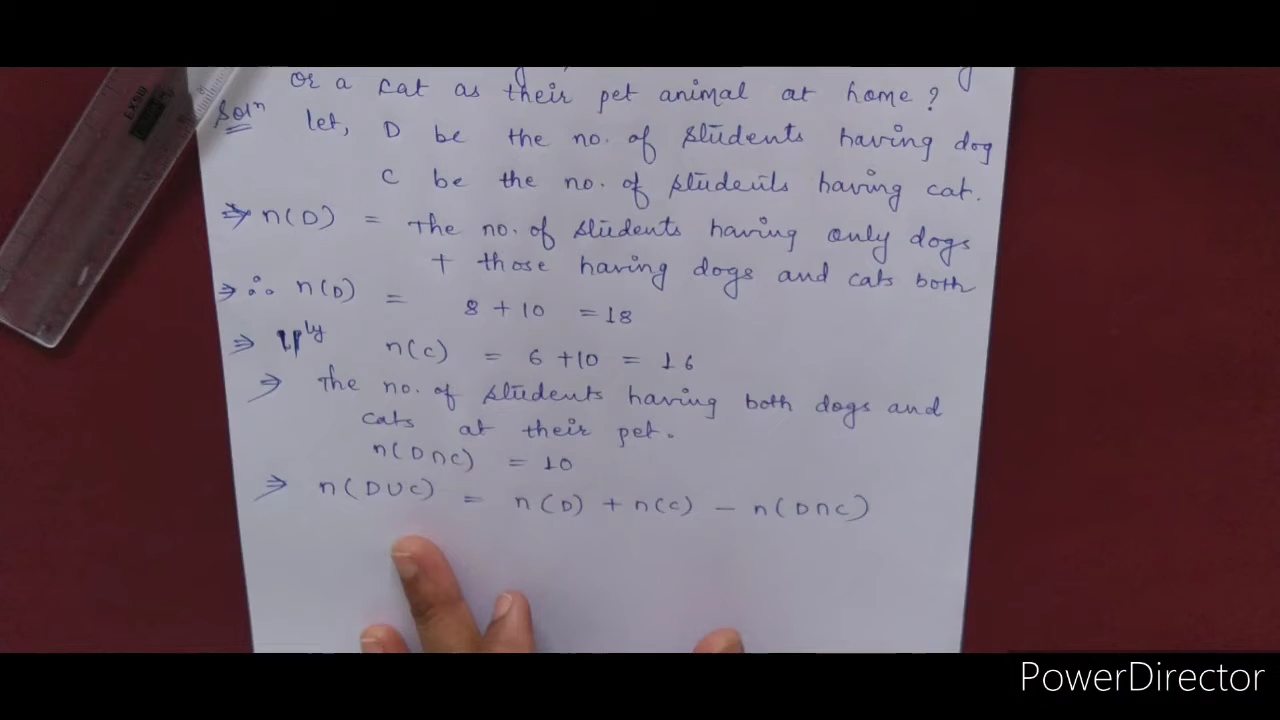 or a cat as their pet animal at home ?
Solⁿ let, D be the no. of students having dog
C be the no. of students having cat.
⇒ n(D) = the no. of students having only dogs
+ those having dogs and cats both
⇒ ∴ n(D) = 8 + 10 = 18
⇒ llly n(C) = 6 + 10 = 16
⇒ The no. of students having both dogs and
cats at their pet.
n(D∩C) = 10
⇒ n(D∪C) = n(D) + n(C) − n(D∩C)
PowerDirector